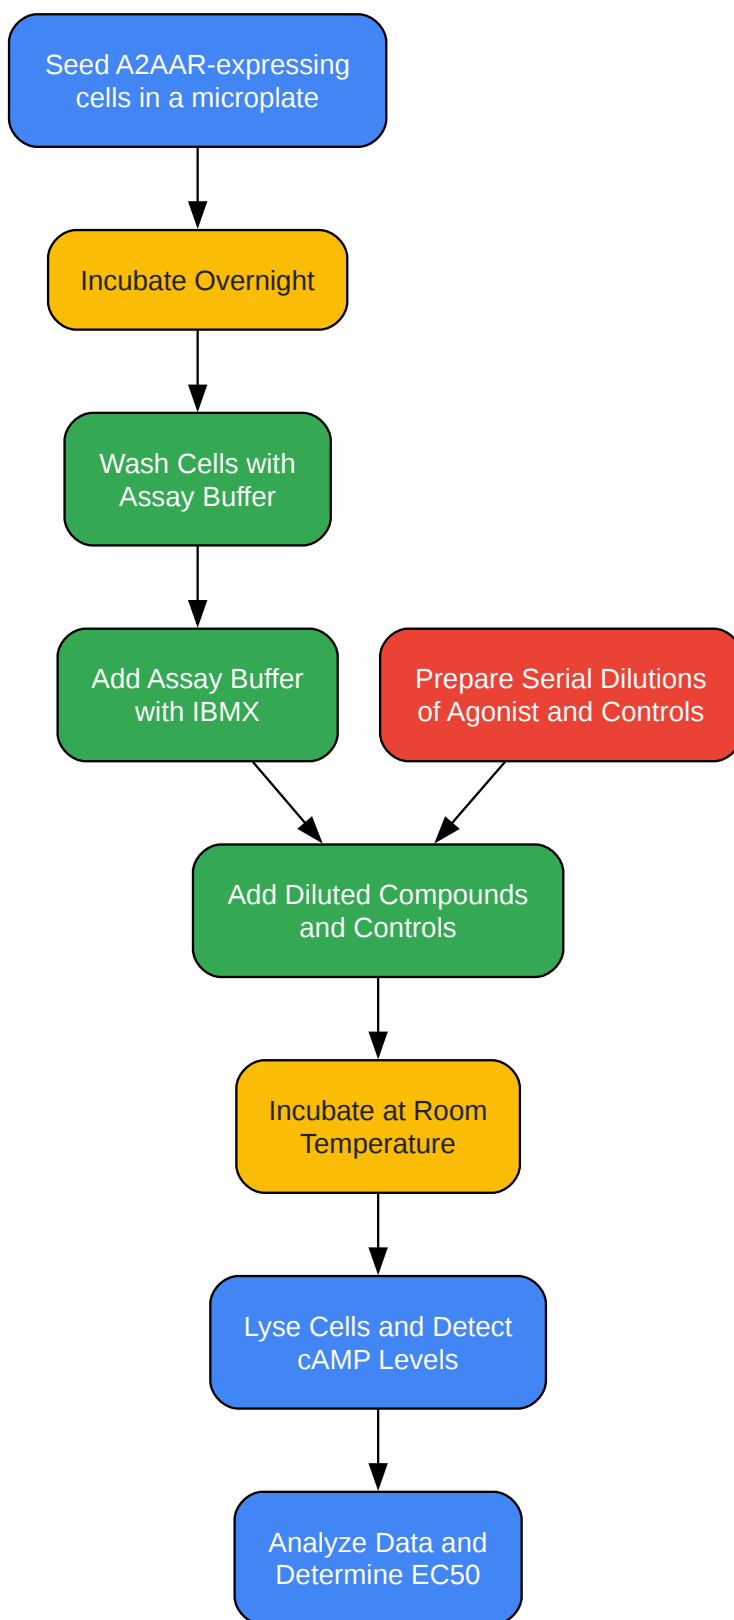 Seed A2AAR-expressing
cells in a microplate
Incubate Overnight
Wash Cells with
Assay Buffer
Add Assay Buffer
with IBMX
Prepare Serial Dilutions
of Agonist and Controls
Add Diluted Compounds
and Controls
Incubate at Room
Temperature
Lyse Cells and Detect
cAMP Levels
Analyze Data and
Determine EC50